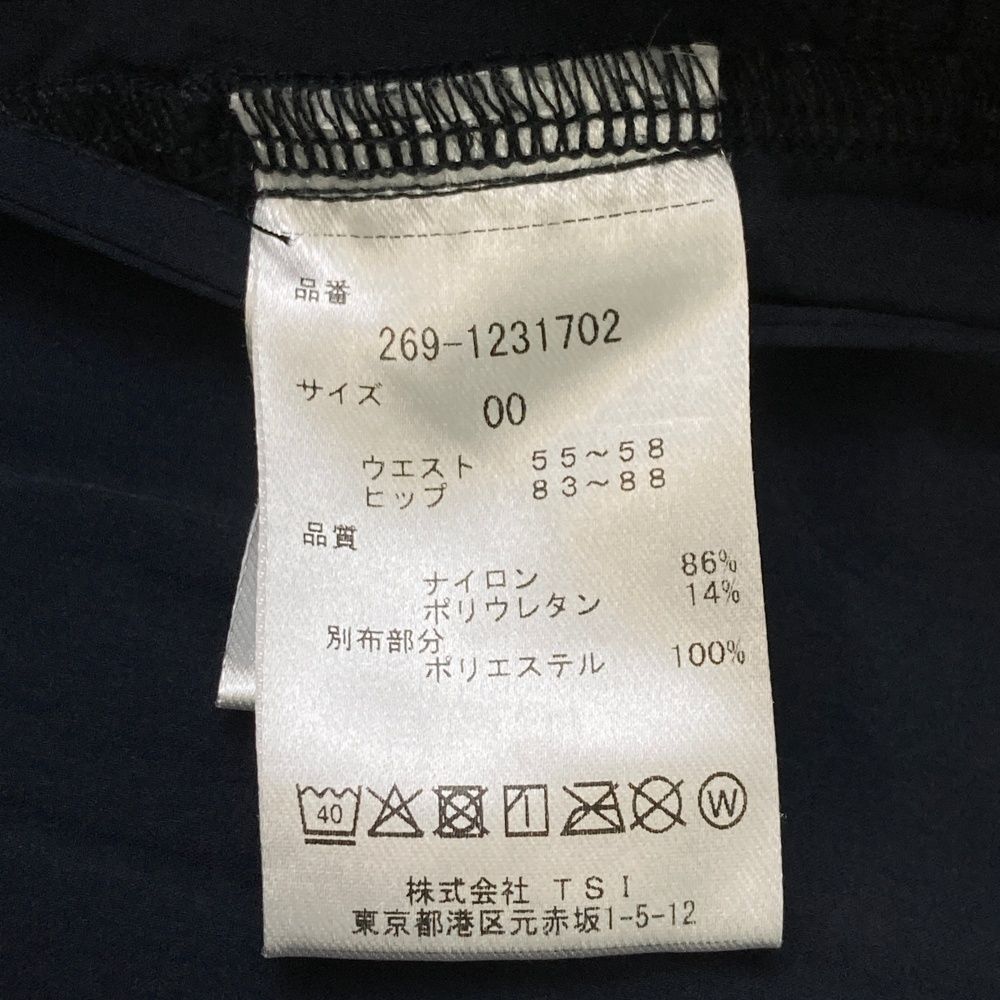 品番
269-1231702
サイズ
00
ウエスト ５５～５８
ヒップ ８３～８８
品質
ナイロン 86%
ポリウレタン 14%
別布部分
ポリエステル 100%
40
W
株式会社 ＴＳＩ
東京都港区元赤坂1-5-12